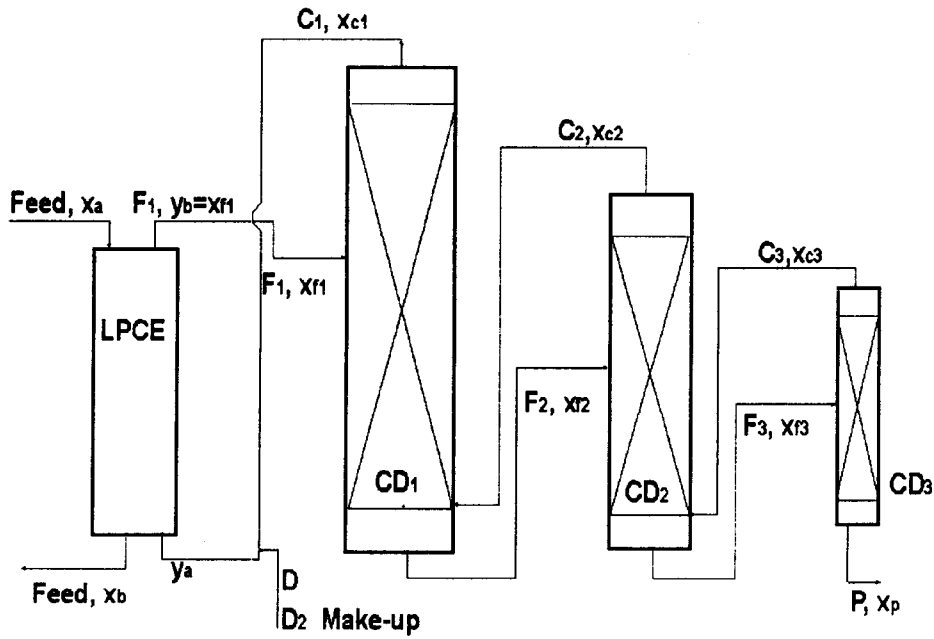 C₁, xc1
C₂,xc2
Feed, xa
F₁, yb=xf1
C₃,xc3
F₁, xf1
LPCE
F₂, xf2
F₃, xf3
CD₁
CD₂
CD₃
ya
Feed, xb
D
P, xp
D₂ Make-up